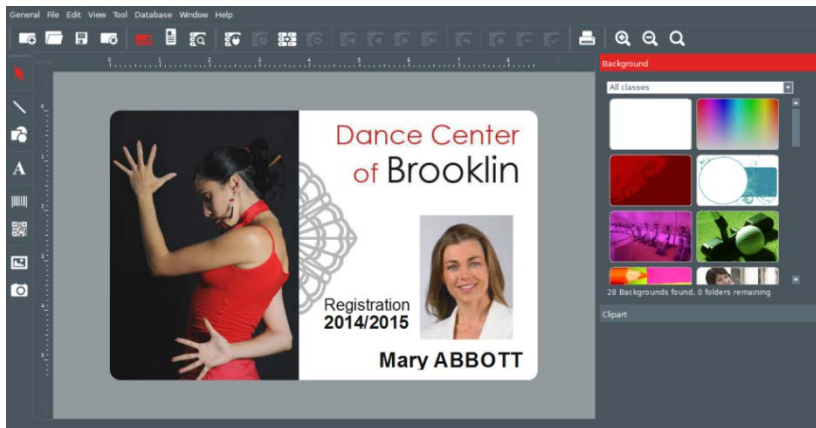 General File Edit View Tool Database Window Help
Background
All classes
Dance Center
of Brooklin
Registration
2014/2015
Mary ABBOTT
28 Backgrounds found, 0 folders remaining
Clipart